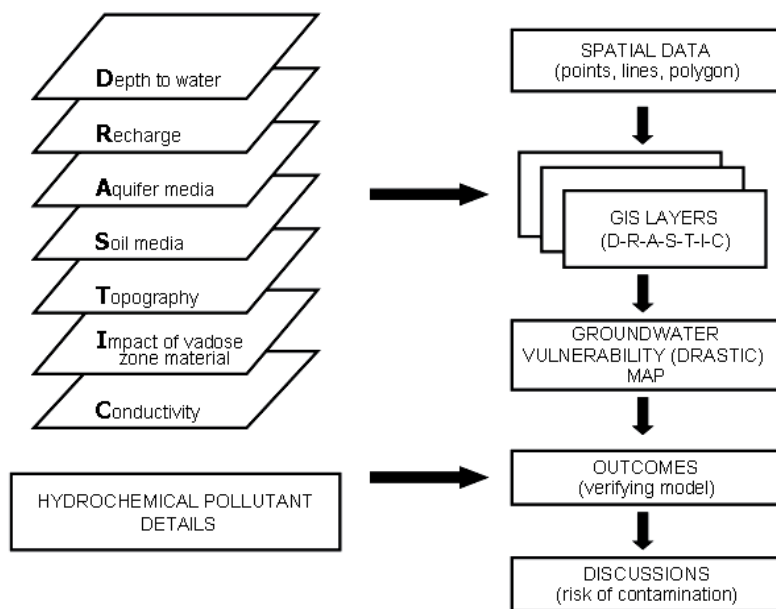 Depth to water
Recharge
Aquifer media
Soil media
Topography
Impact of vadose
zone material
Conductivity
HYDROCHEMICAL POLLUTANT
DETAILS
SPATIAL DATA
(points, lines, polygon)
GIS LAYERS
(D-R-A-S-T-I-C)
GROUNDWATER
VULNERABILITY (DRASTIC)
MAP
OUTCOMES
(verifying model)
DISCUSSIONS
(risk of contamination)